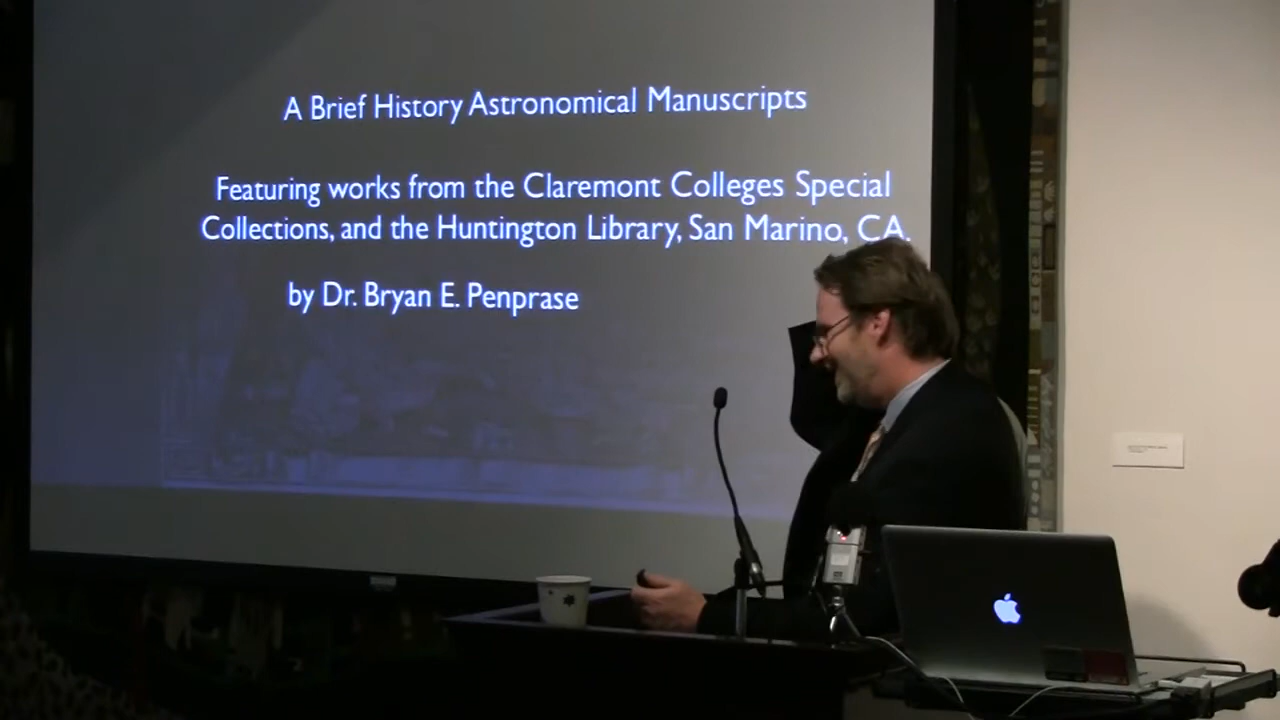 A Brief History Astronomical Manuscripts
Featuring works from the Claremont Colleges Special
Collections, and the Huntington Library, San Marino, CA.
by Dr. Bryan E. Penprase